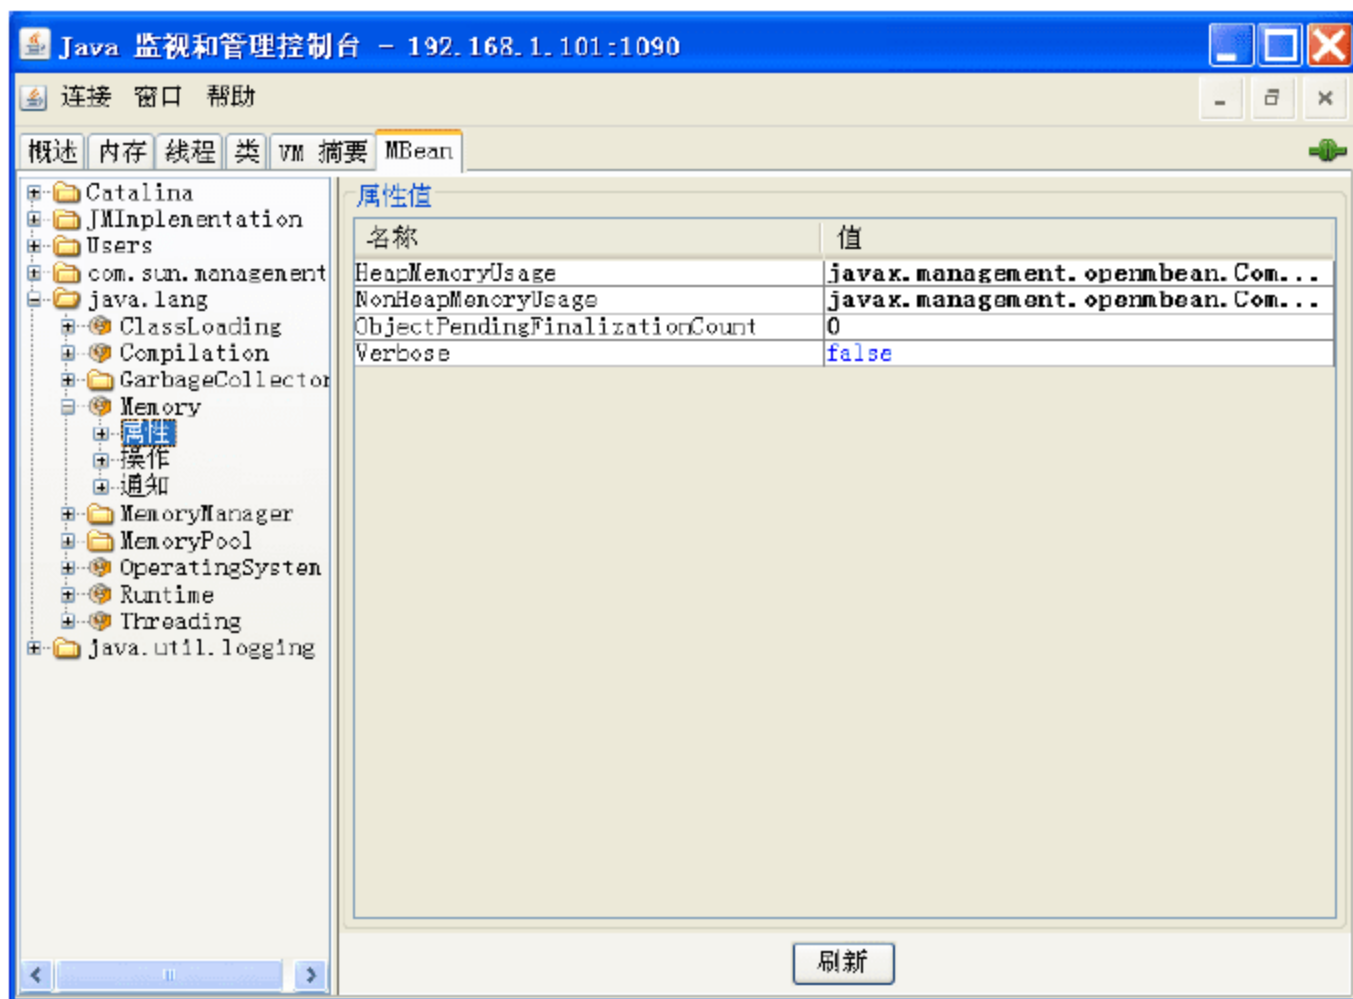 Java 监视和管理控制台 - 192.168.1.101:1090
连接 窗口 帮助
概述 内存 线程 类 VM 摘要 MBean
Catalina
JMImplementation
Users
com.sun.management
java.lang
ClassLoading
Compilation
GarbageCollector
Memory
属性
操作
通知
MemoryManager
MemoryPool
OperatingSystem
Runtime
Threading
java.util.logging
属性值
名称 值
HeapMemoryUsage javax.management.openmbean.Com...
NonHeapMemoryUsage javax.management.openmbean.Com...
ObjectPendingFinalizationCount 0
Verbose false
刷新